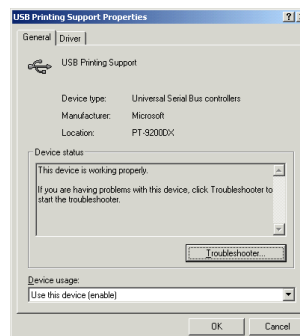 USB Printing Support Properties
General Driver
USB Printing Support
Device type: Universal Serial Bus controllers
Manufacturer: Microsoft
Location: PT-9200DX
Device status
This device is working properly.
If you are having problems with this device, click Troubleshooter to
start the troubleshooter.
Troubleshooter...
Device usage:
Use this device (enable)
OK Cancel